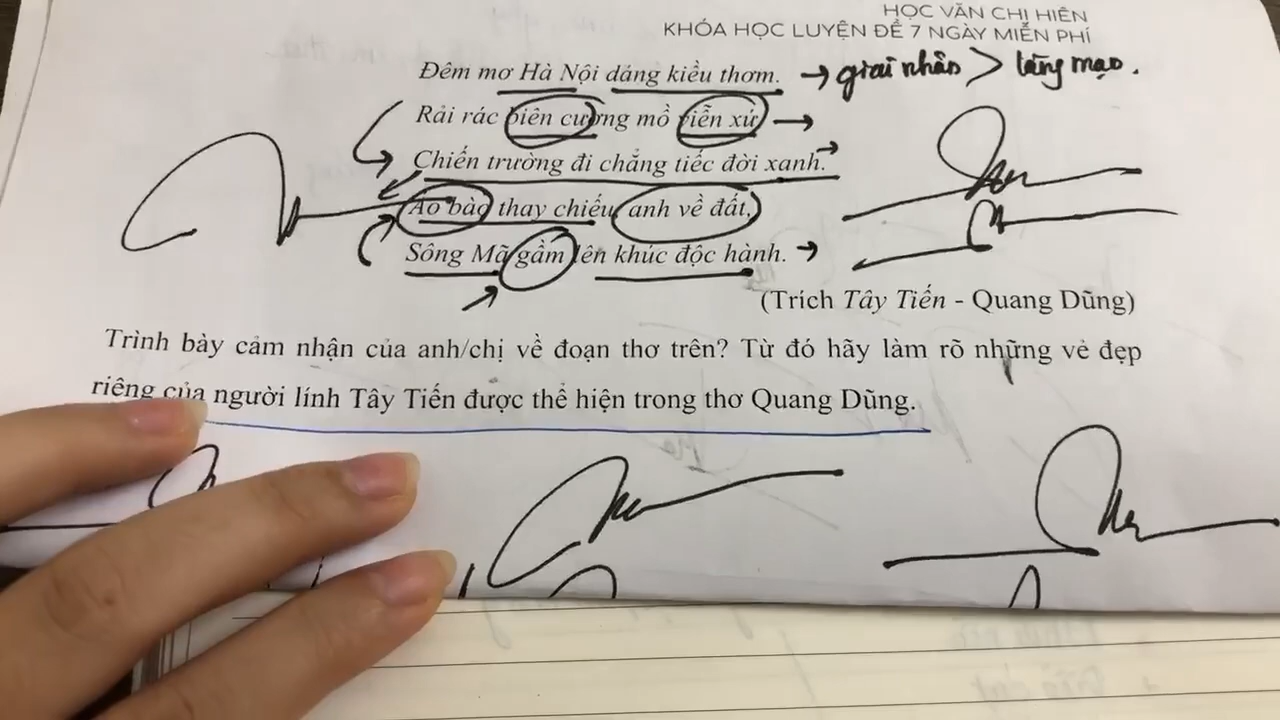 HỌC VĂN CHỊ HIÊN
KHÓA HỌC LUYỆN ĐỀ 7 NGÀY MIỄN PHÍ
Đêm mơ Hà Nội dáng kiều thơm. → giai nhân > lãng mạn.
Rải rác biên cương mồ viễn xứ →
Chiến trường đi chẳng tiếc đời xanh. →
Áo bào thay chiếu, anh về đất,
Sông Mã gầm lên khúc độc hành. →
(Trích Tây Tiến - Quang Dũng)
Trình bày cảm nhận của anh/chị về đoạn thơ trên? Từ đó hãy làm rõ những vẻ đẹp
riêng của người lính Tây Tiến được thể hiện trong thơ Quang Dũng.